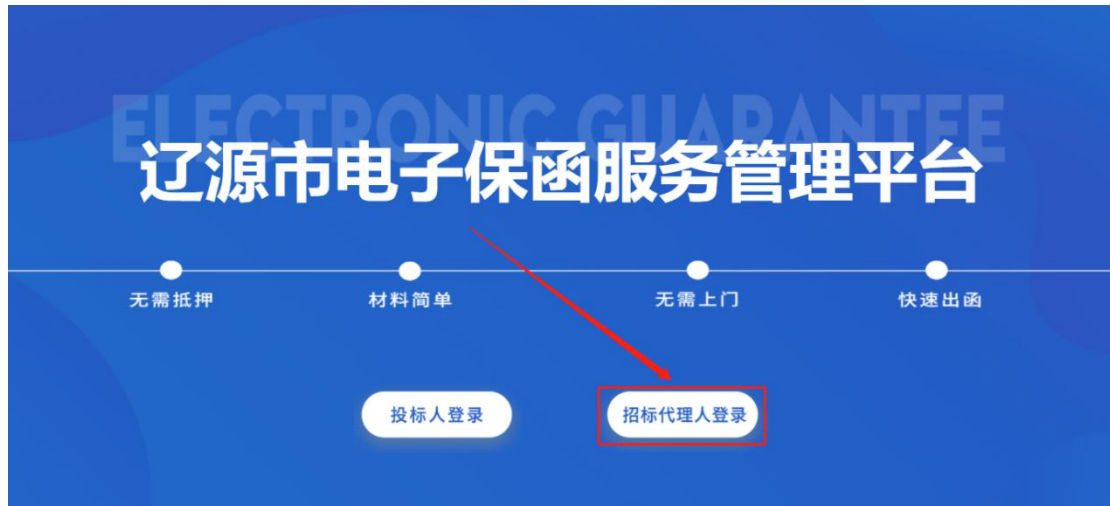 ELECTRONIC GUARANTEE
辽源市电子保函服务管理平台
无需抵押 材料简单 无需上门 快速出函
投标人登录 招标代理人登录